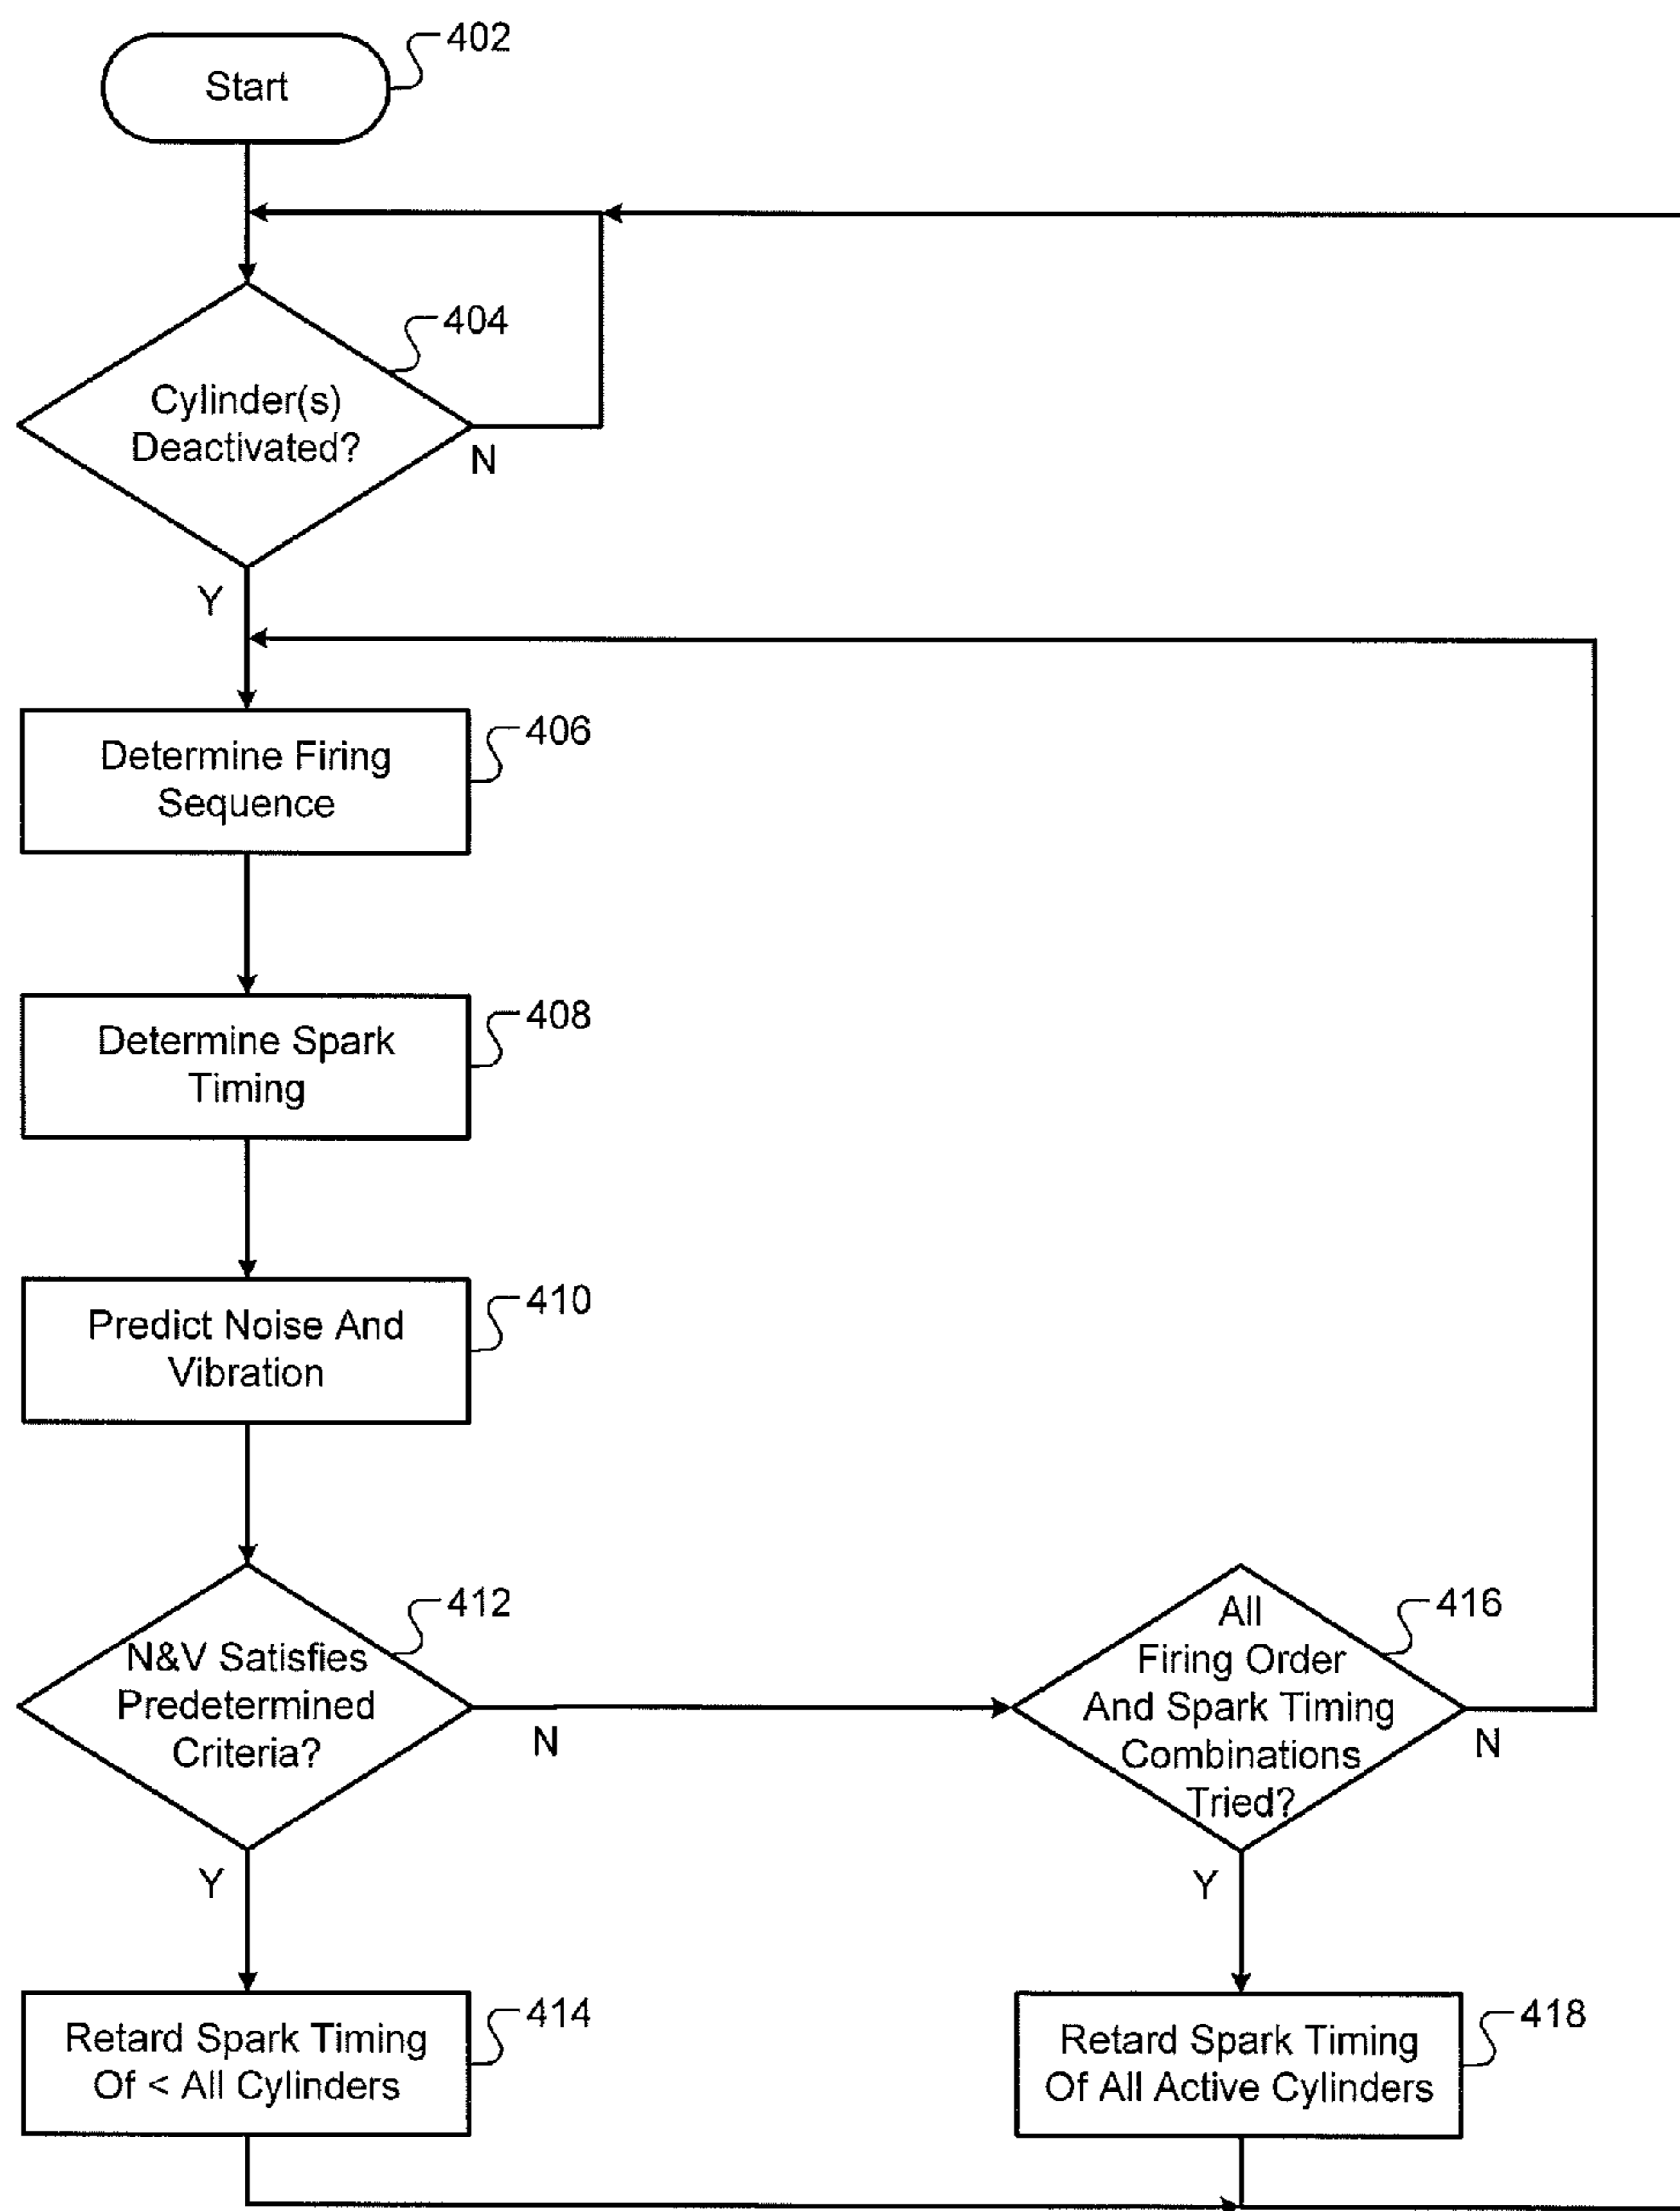 Start
402
404
Cylinder(s)
Deactivated?
N
Y
Determine Firing
Sequence
406
Determine Spark
Timing
408
Predict Noise And
Vibration
410
412
N&V Satisfies
Predetermined
Criteria?
N
Y
416
All
Firing Order
And Spark Timing
Combinations
Tried?
N
Y
Retard Spark Timing
Of < All Cylinders
414
Retard Spark Timing
Of All Active Cylinders
418